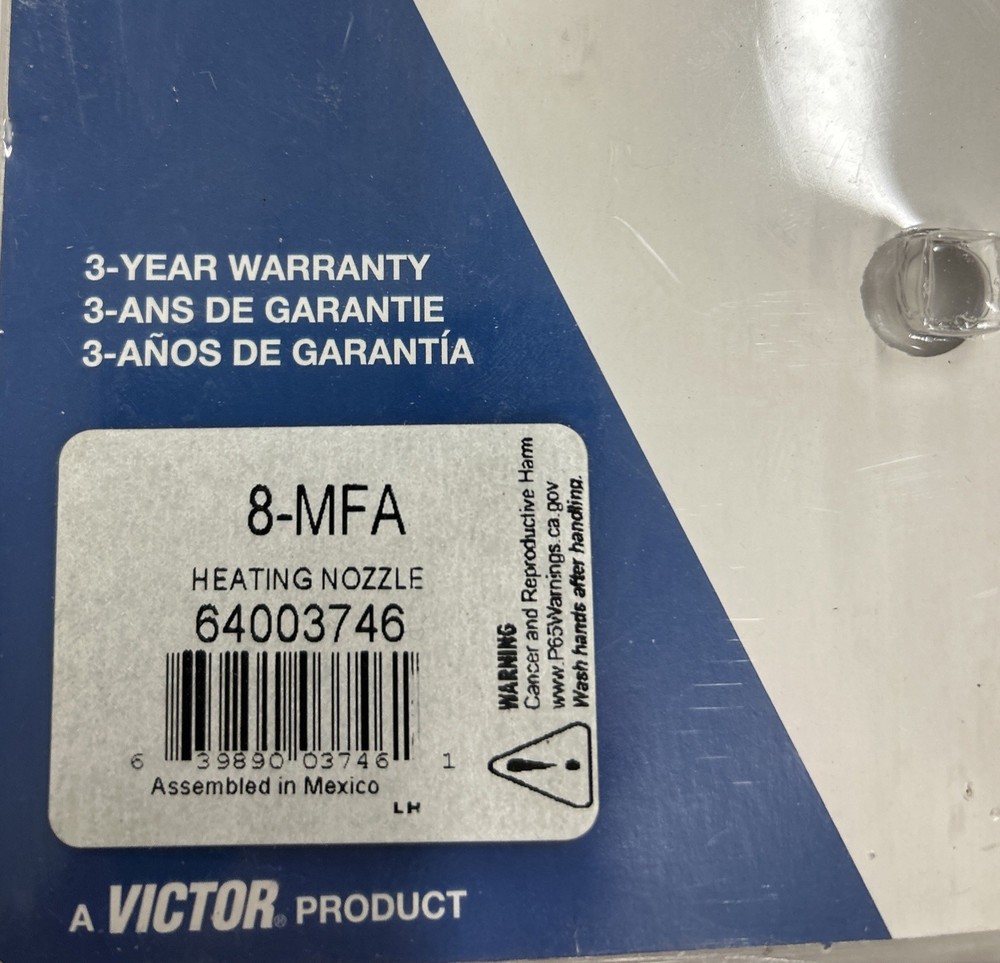 3-YEAR WARRANTY
3-ANS DE GARANTIE
3-AÑOS DE GARANTÍA
8-MFA
HEATING NOZZLE
64003746
6 39890 03746 1
Assembled in Mexico
LH
WARNING
Cancer and Reproductive Harm
www.P65Warnings.ca.gov
Wash hands after handling.
A VICTOR® PRODUCT